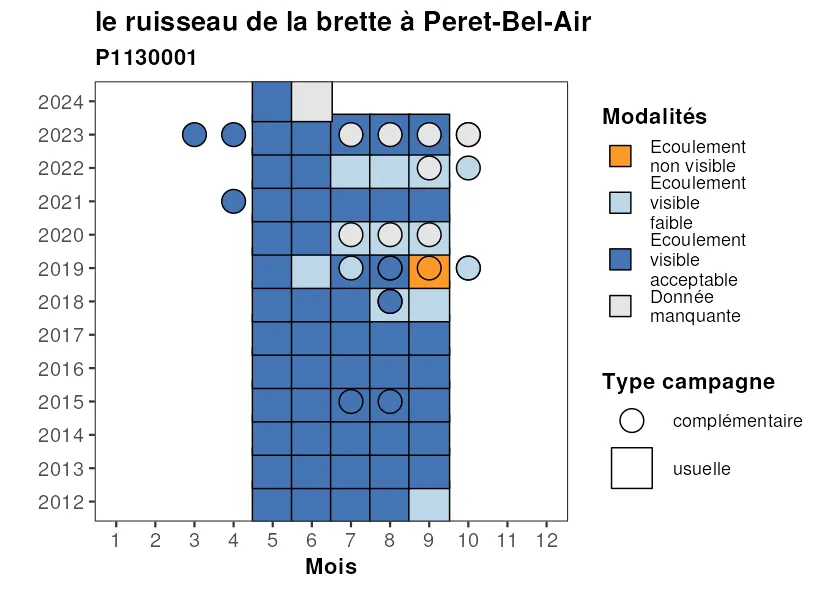 le ruisseau de la brette à Peret-Bel-Air
P1130001
2024
2023
2022
2021
2020
2019
2018
2017
2016
2015
2014
2013
2012
1 2 3 4 5 6 7 8 9 10 11 12
Mois
Modalités
Ecoulement
non visible
Ecoulement
visible
faible
Ecoulement
visible
acceptable
Donnée
manquante
Type campagne
complémentaire
usuelle